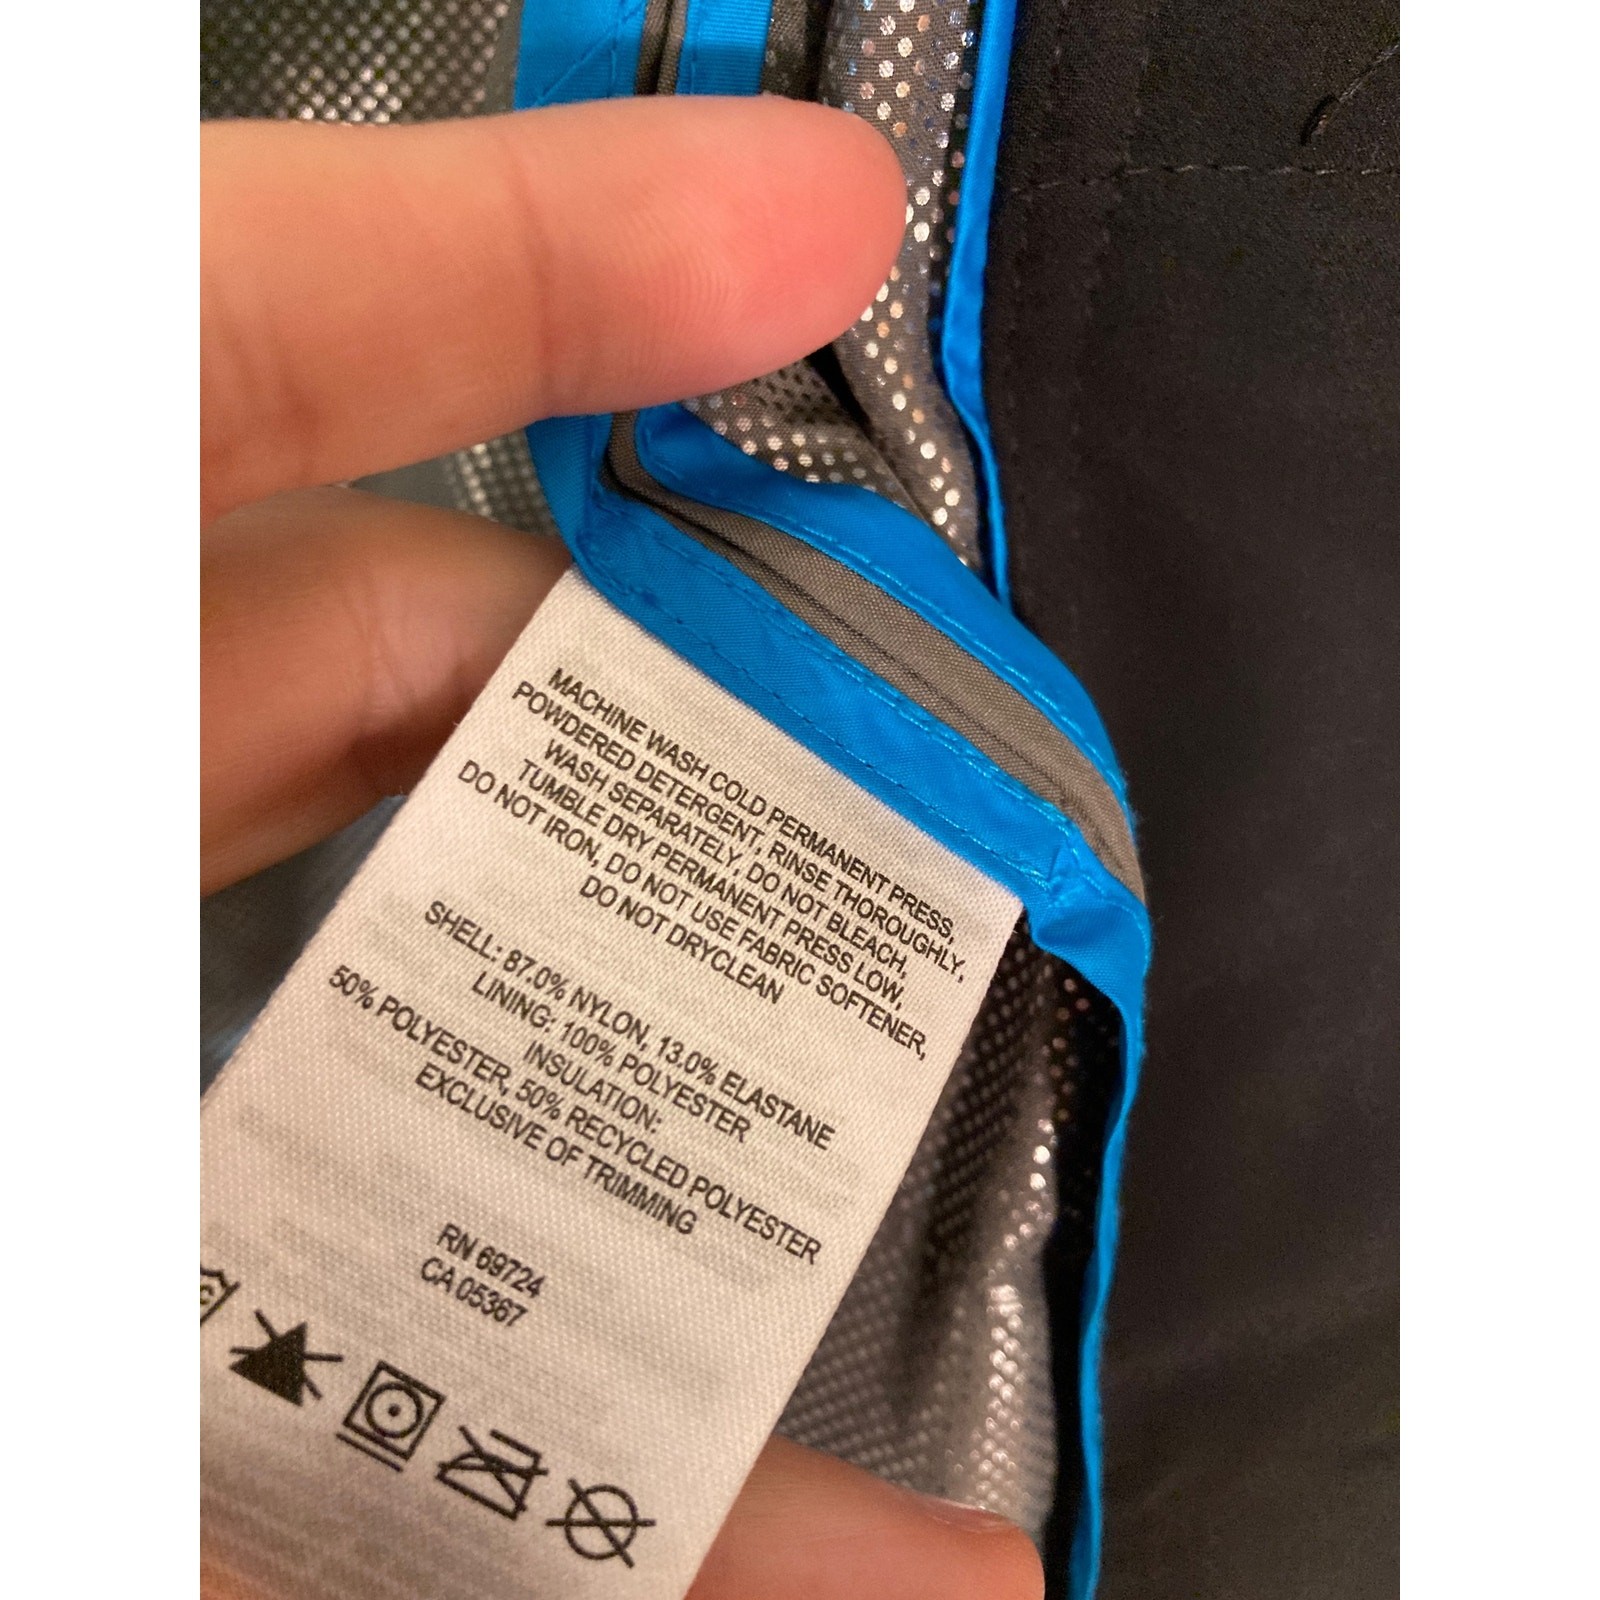 MACHINE WASH COLD PERMANENT PRESS,
POWDERED DETERGENT, RINSE THOROUGHLY,
WASH SEPARATELY, DO NOT BLEACH,
TUMBLE DRY PERMANENT PRESS LOW,
DO NOT IRON, DO NOT USE FABRIC SOFTENER,
DO NOT DRYCLEAN
SHELL: 87.0% NYLON, 13.0% ELASTANE
LINING: 100% POLYESTER
INSULATION:
50% POLYESTER, 50% RECYCLED POLYESTER
EXCLUSIVE OF TRIMMING
RN 69724
CA 05367